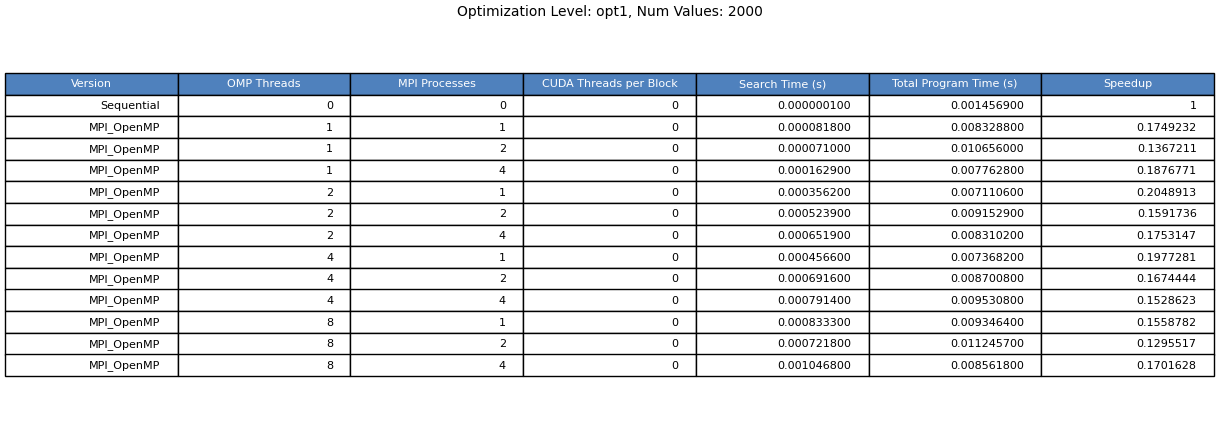 Optimization Level: opt1, Num Values: 2000
Version OMP Threads MPI Processes CUDA Threads per Block Search Time (s) Total Program Time (s) Speedup
Sequential 0 0 0 0.000000100 0.001456900 1
MPI_OpenMP 1 1 0 0.000081800 0.008328800 0.1749232
MPI_OpenMP 1 2 0 0.000071000 0.010656000 0.1367211
MPI_OpenMP 1 4 0 0.000162900 0.007762800 0.1876771
MPI_OpenMP 2 1 0 0.000356200 0.007110600 0.2048913
MPI_OpenMP 2 2 0 0.000523900 0.009152900 0.1591736
MPI_OpenMP 2 4 0 0.000651900 0.008310200 0.1753147
MPI_OpenMP 4 1 0 0.000456600 0.007368200 0.1977281
MPI_OpenMP 4 2 0 0.000691600 0.008700800 0.1674444
MPI_OpenMP 4 4 0 0.000791400 0.009530800 0.1528623
MPI_OpenMP 8 1 0 0.000833300 0.009346400 0.1558782
MPI_OpenMP 8 2 0 0.000721800 0.011245700 0.1295517
MPI_OpenMP 8 4 0 0.001046800 0.008561800 0.1701628